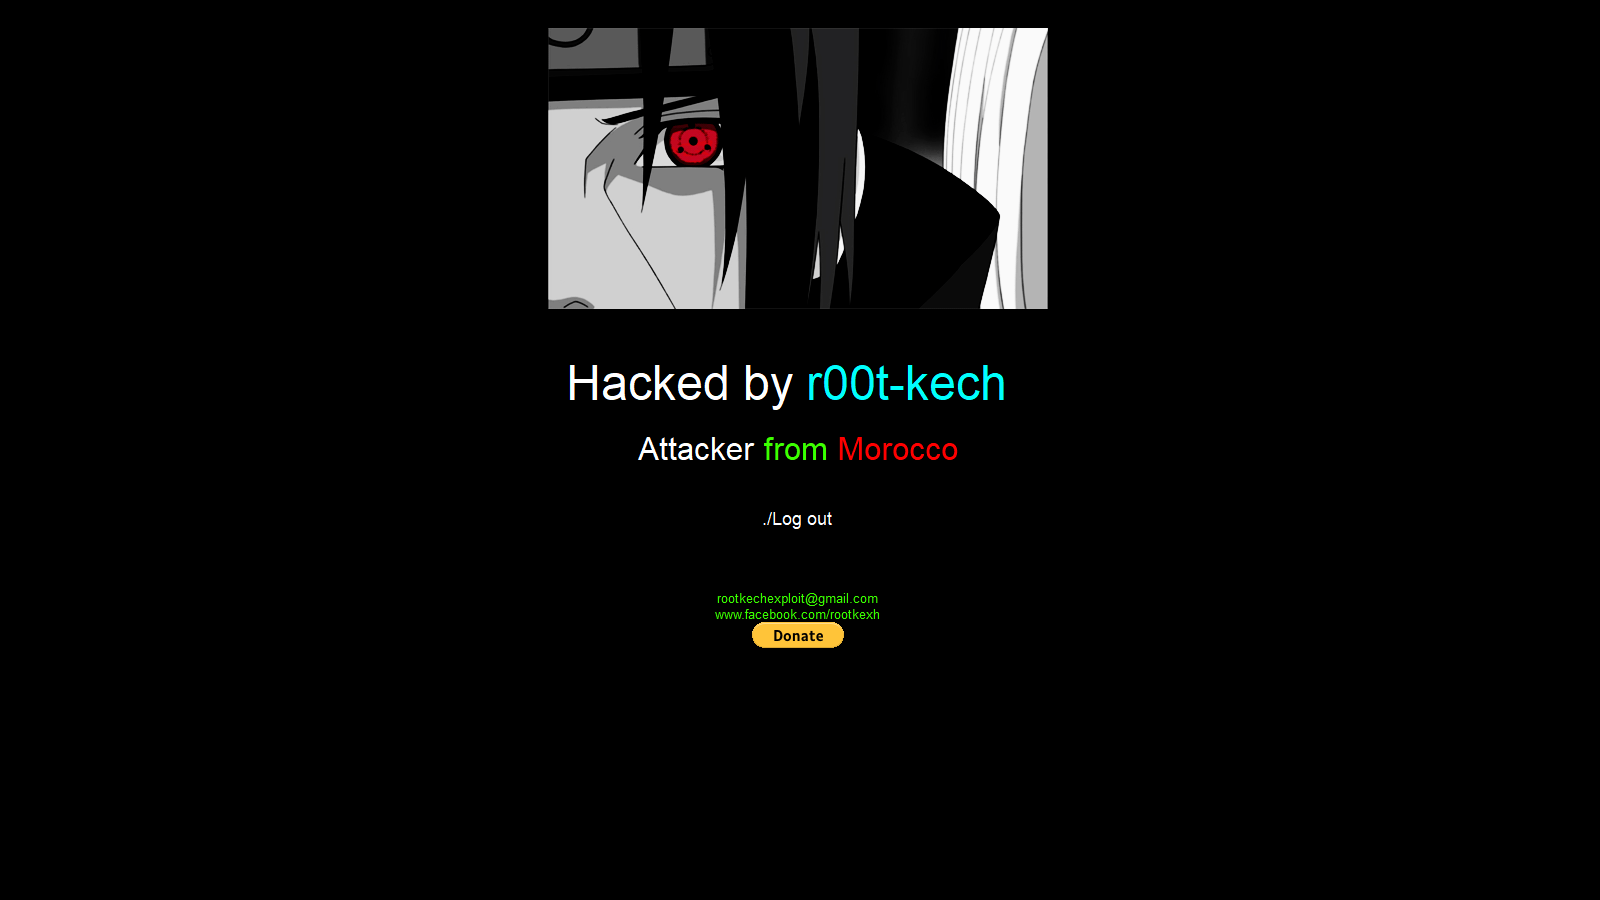 Hacked by r00t-kech
Attacker from Morocco
./Log out
rootkechexploit@gmail.com
www.facebook.com/rootkexh
Donate